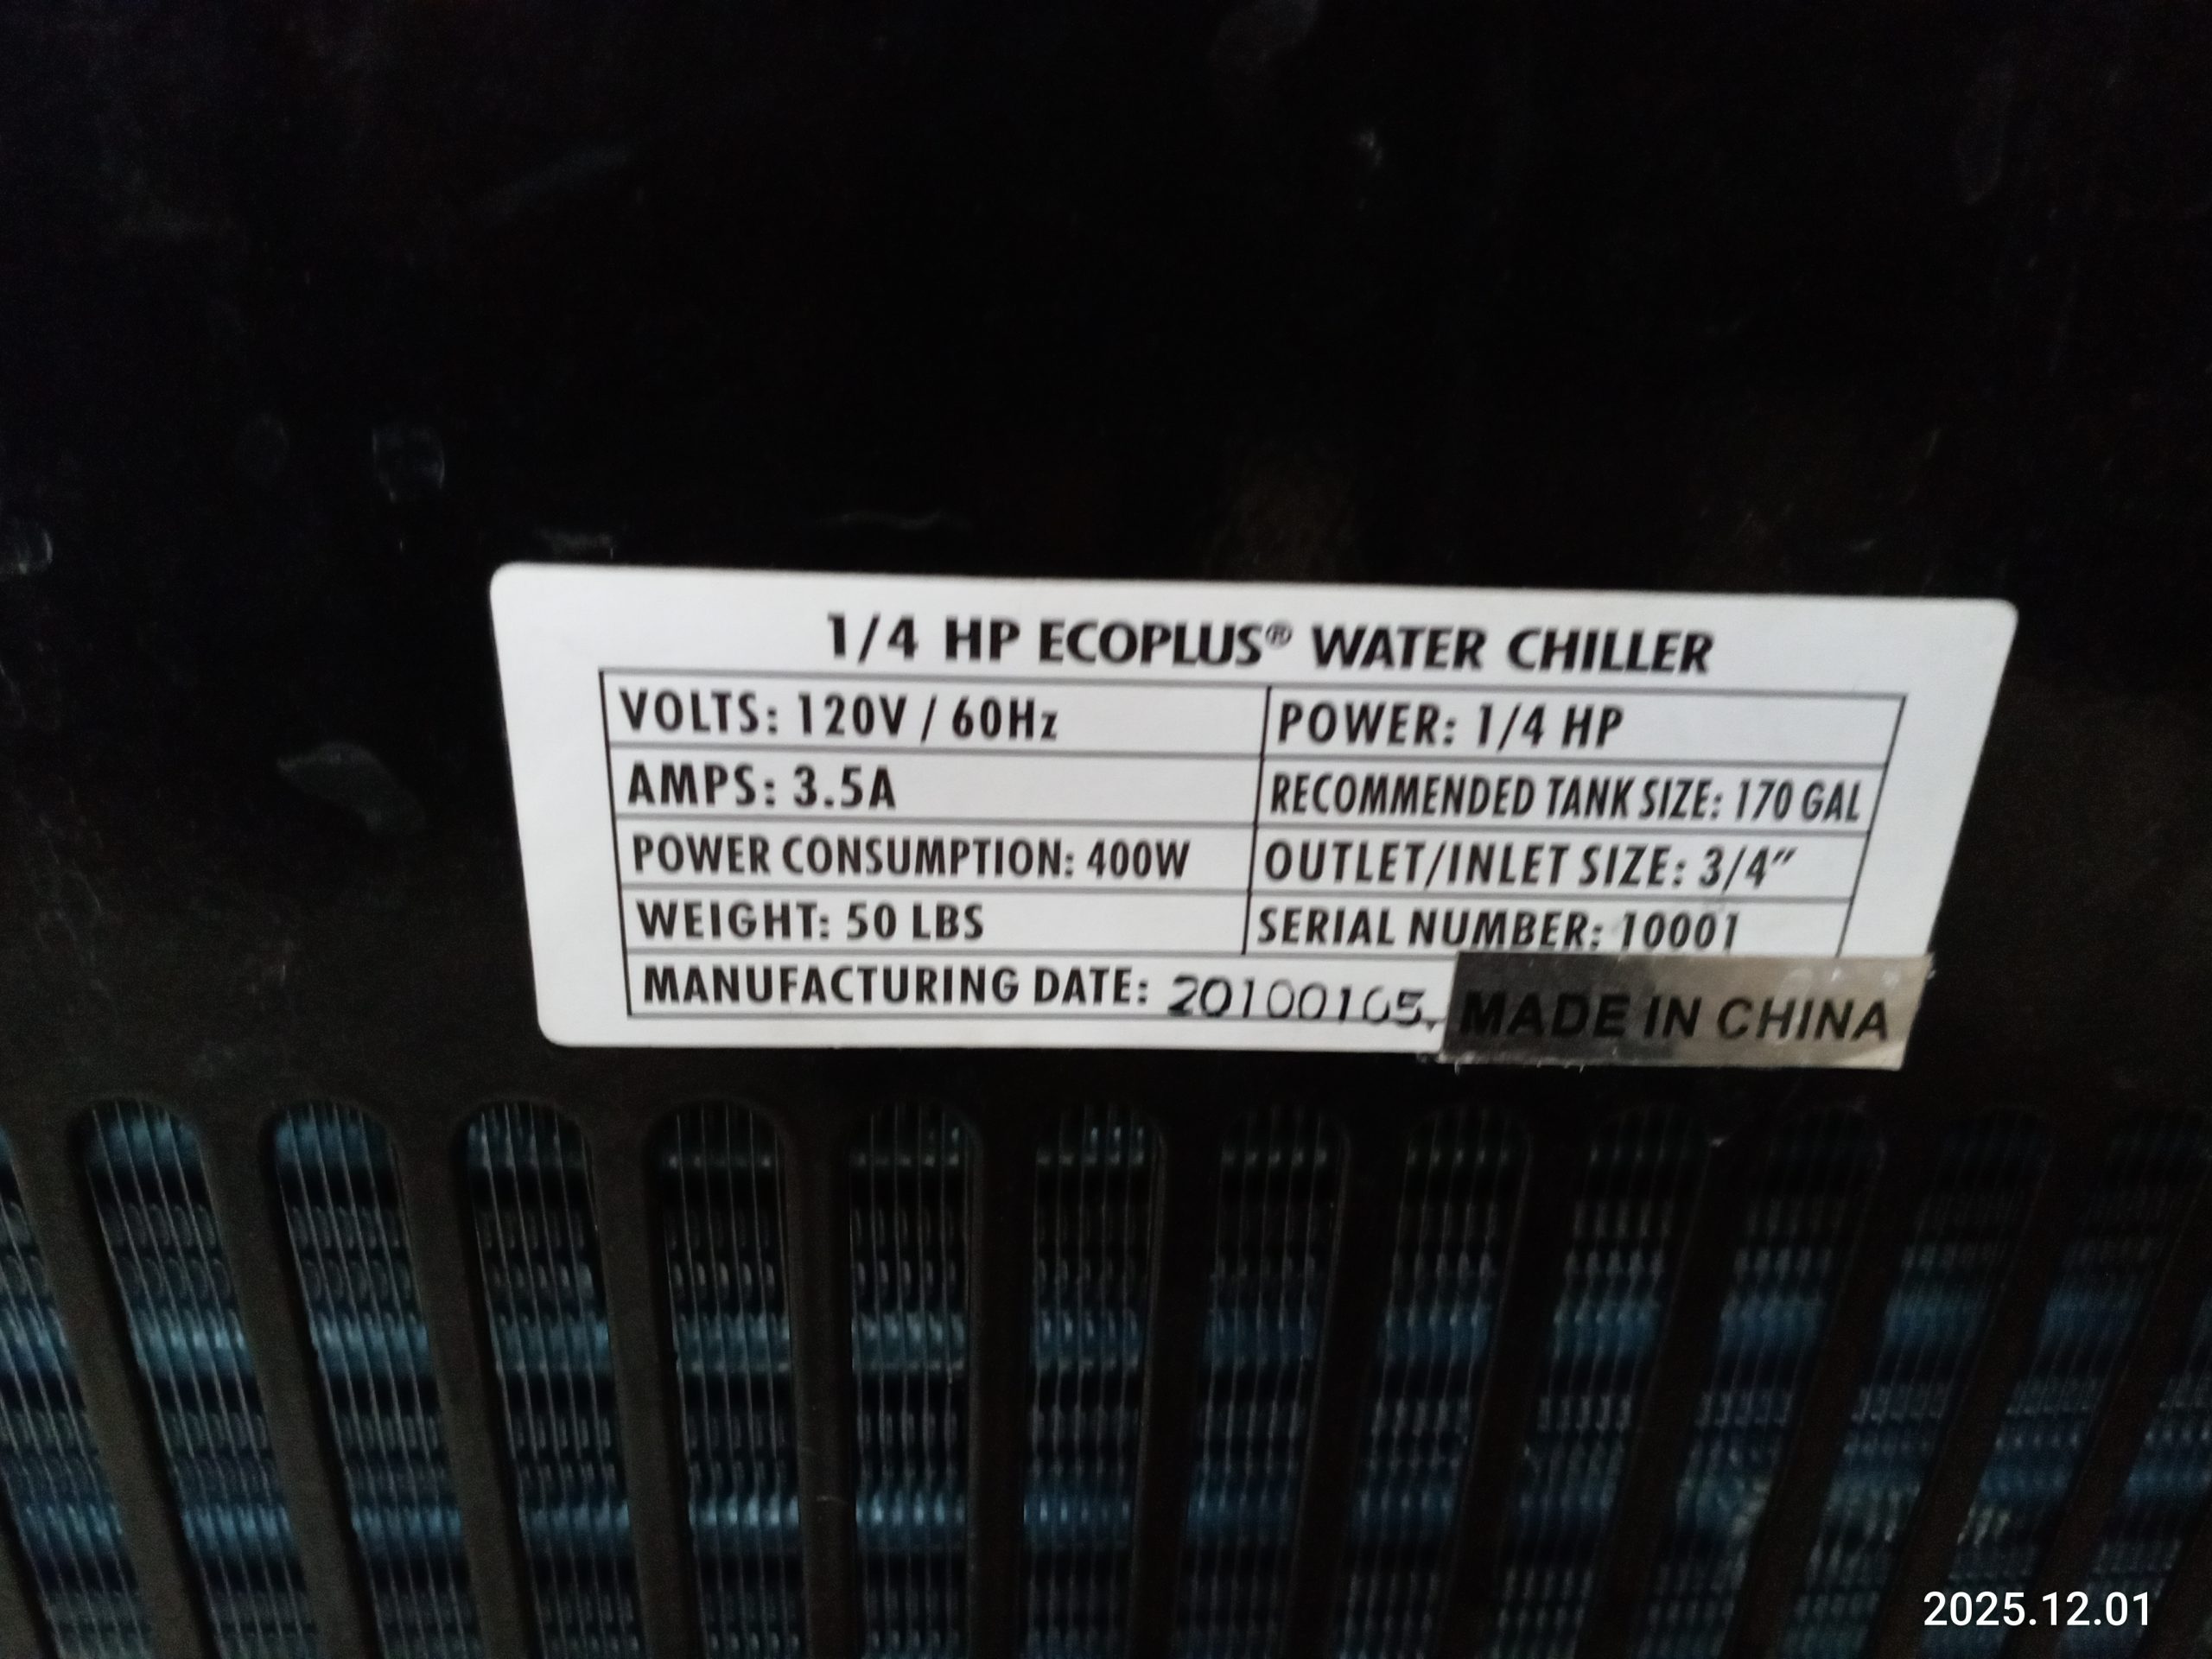 1/4 HP ECOPLUS® WATER CHILLER
VOLTS: 120V / 60Hz
POWER: 1/4 HP
AMPS: 3.5A
RECOMMENDED TANK SIZE: 170 GAL
POWER CONSUMPTION: 400W
OUTLET/INLET SIZE: 3/4"
WEIGHT: 50 LBS
SERIAL NUMBER: 10001
MANUFACTURING DATE: 20100105.
MADE IN CHINA
2025.12.01